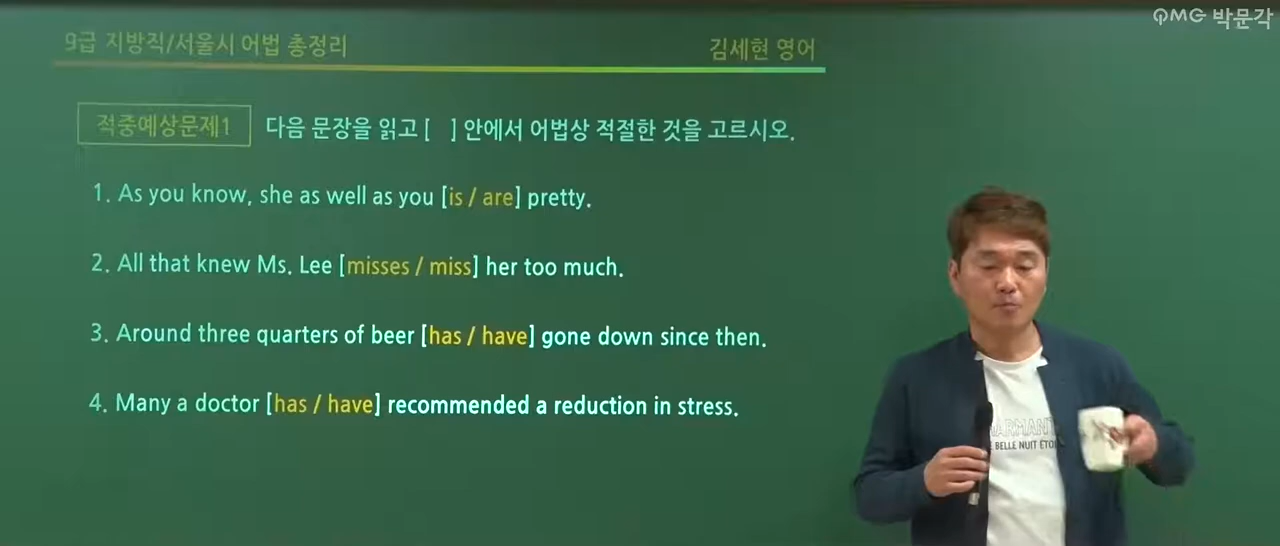 QMG 박문각
9급 지방직/서울시 어법 총정리
김세현 영어
적중예상문제1 다음 문장을 읽고 [ ] 안에서 어법상 적절한 것을 고르시오.
1. As you know, she as well as you [is / are] pretty.
2. All that knew Ms. Lee [misses / miss] her too much.
3. Around three quarters of beer [has / have] gone down since then.
4. Many a doctor [has / have] recommended a reduction in stress.
BELLE NUIT